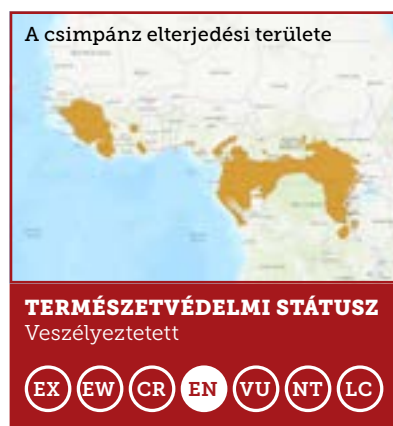 A csimpánz elterjedési területe
TERMÉSZETVÉDELMI STÁTUSZ
Veszélyeztetett
EX EW CR EN VU NT LC